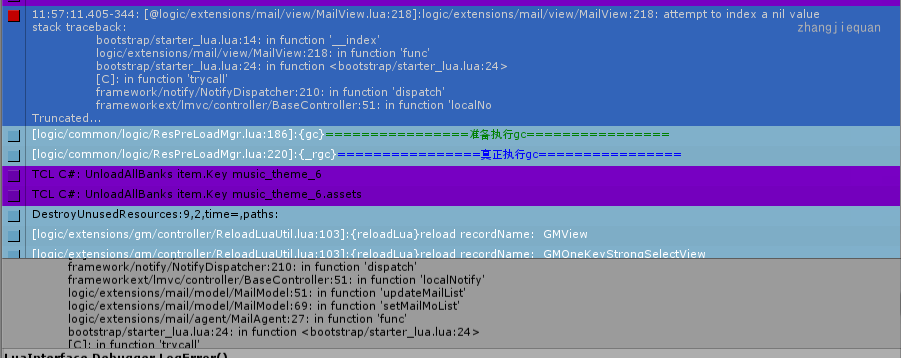 11:57:11.405-344: [@logic/extensions/mail/view/MailView.lua:218]:logic/extensions/mail/view/MailView:218: attempt to index a nil value
stack traceback:
zhangjiequan
bootstrap/starter_lua.lua:14: in function '__index'
logic/extensions/mail/view/MailView:218: in function 'func'
bootstrap/starter_lua.lua:24: in function <bootstrap/starter_lua.lua:24>
[C]: in function 'trycall'
framework/notify/NotifyDispatcher:210: in function 'dispatch'
frameworkext/lmvc/controller/BaseController:51: in function 'localNo
Truncated...
[logic/common/logic/ResPreLoadMgr.lua:186]:{gc}================准备执行gc================
[logic/common/logic/ResPreLoadMgr.lua:220]:{_rgc}================真正执行gc================
TCL C#: UnloadAllBanks item.Key music_theme_6
TCL C#: UnloadAllBanks item.Key music_theme_6.assets
DestroyUnusedResources:9,2,time=,paths:
[logic/extensions/gm/controller/ReloadLuaUtil.lua:103]:{reloadLua}reload recordName: GMView
[logic/extensions/gm/controller/ReloadLuaUtil.lua:103]:{reloadLua}reload recordName: GMOneKeyStrongSelectView
framework/notify/NotifyDispatcher:210: in function 'dispatch'
frameworkext/lmvc/controller/BaseController:51: in function 'localNotify'
logic/extensions/mail/model/MailModel:51: in function 'updateMailList'
logic/extensions/mail/model/MailModel:69: in function 'setMailMoList'
logic/extensions/mail/agent/MailAgent:27: in function 'func'
bootstrap/starter_lua.lua:24: in function <bootstrap/starter_lua.lua:24>
[C]: in function 'trycall'
LuaInterface.Debugger.LogError()